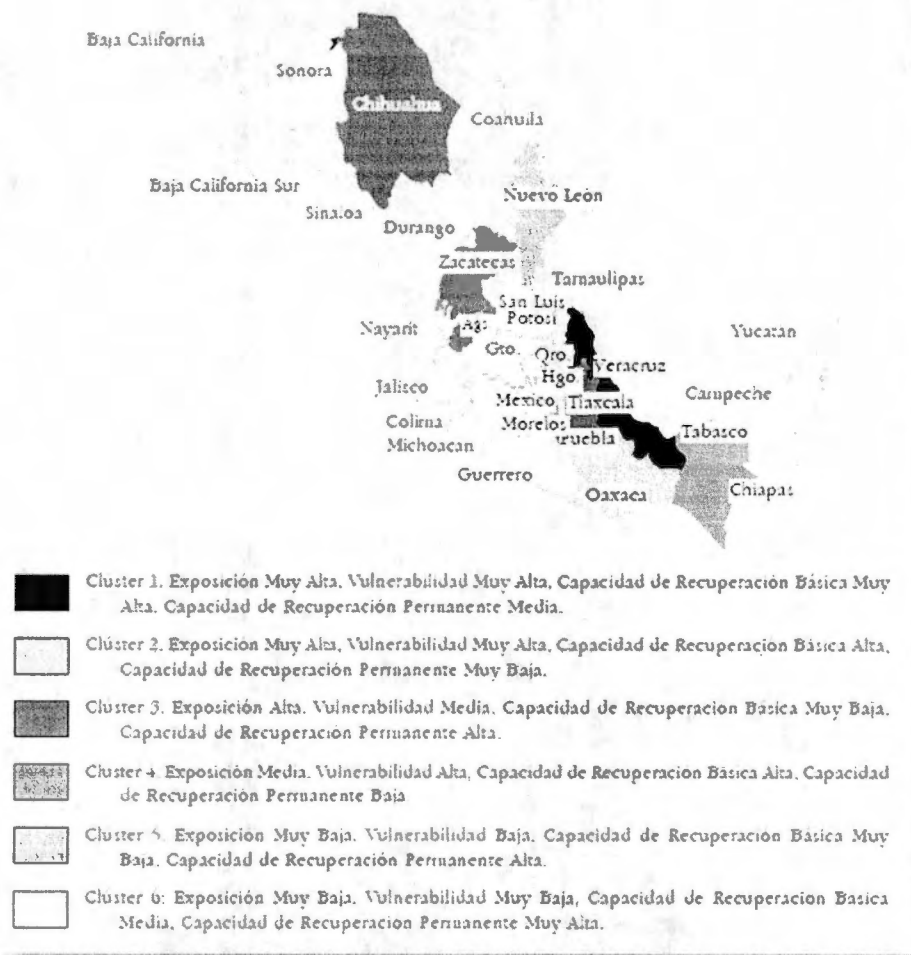 Baja California
Sonora
Chihuahua
Coahuila
Baja California Sur
Nuevo León
Sinaloa
Durango
Zacatecas
Tamaulipas
San Luis
Potosí
Nayarit
Ags
Yucatan
Gto.
Qro.
Veracruz
Hgo.
Jalisco
Mexico
Tlaxcala
Campeche
Colima
Morelos
Tabasco
Michoacan
Puebla
Guerrero
Oaxaca
Chiapas
Cluster 1. Exposición Muy Alta. Vulnerabilidad Muy Alta, Capacidad de Recuperación Básica Muy
Alta. Capacidad de Recuperación Permanente Media.
Cluster 2. Exposición Muy Alta, Vulnerabilidad Muy Alta, Capacidad de Recuperación Básica Alta,
Capacidad de Recuperación Permanente Muy Baja.
Cluster 3. Exposición Alta. Vulnerabilidad Media. Capacidad de Recuperacion Básica Muy Baja.
Capacidad de Recuperación Permanente Alta.
Cluster 4. Exposición Media. Vulnerabilidad Alta, Capacidad de Recuperación Básica Alta. Capacidad
de Recuperación Permanente Baja
Cluster 5. Exposición Muy Baja. Vulnerabilidad Baja. Capacidad de Recuperación Básica Muy
Baja. Capacidad de Recuperación Permanente Alta.
Cluster 6: Exposición Muy Baja. Vulnerabilidad Muy Baja, Capacidad de Recuperacion Basica
Media, Capacidad de Recuperacion Permanente Muy Alta.